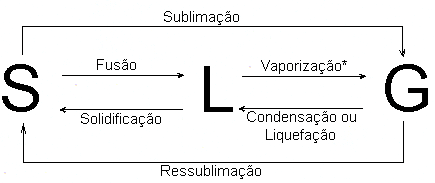 Sublimação
Fusão
Vaporização*
S
L
G
Solidificação
Condensação ou
Liquefação
Ressublimação